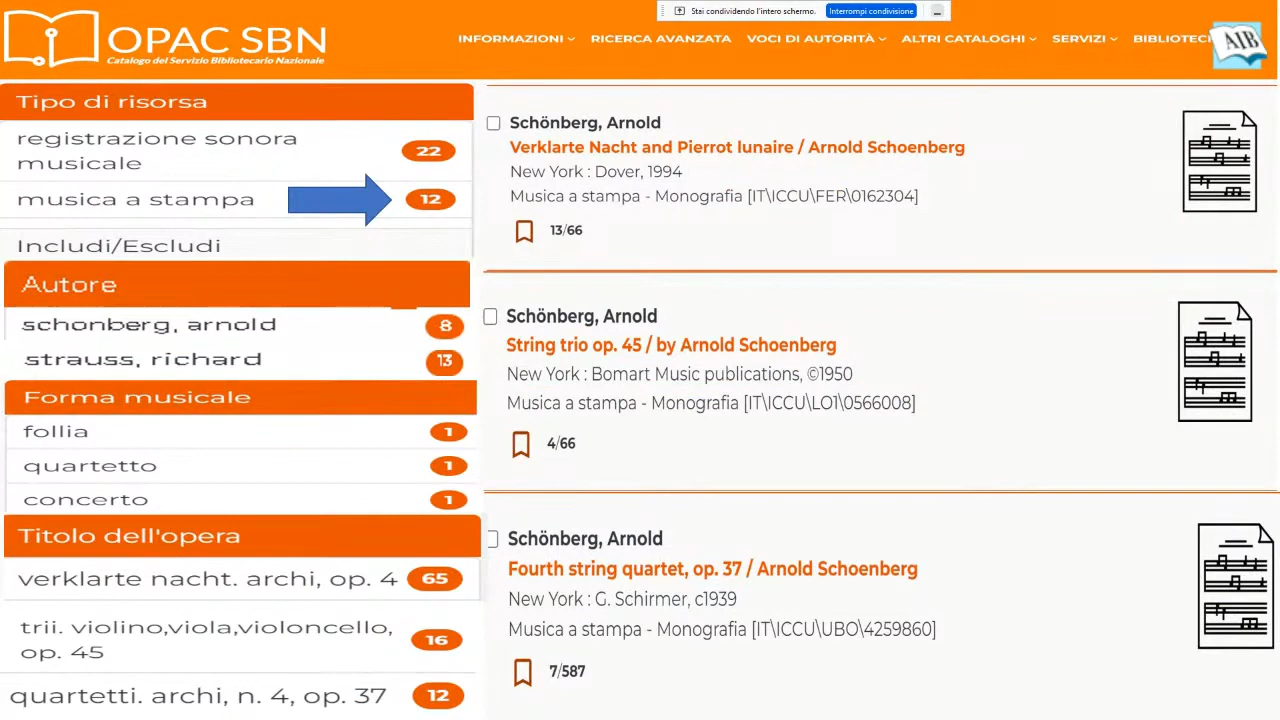 Stai condividendo l'intero schermo. Interrompi condivisione
OPAC SBN
Catalogo del Servizio Bibliotecario Nazionale
INFORMAZIONI RICERCA AVANZATA VOCI DI AUTORITÀ ALTRI CATALOGHI SERVIZI BIBLIOTECI
AIB
Tipo di risorsa
registrazione sonora
musicale 22
musica a stampa 12
Includi/Escludi
Autore
schonberg, arnold 8
strauss, richard 13
Forma musicale
follia 1
quartetto 1
concerto 1
Titolo dell'opera
verklarte nacht. archi, op. 4 65
trii. violino,viola,violoncello,
op. 45 16
quartetti. archi, n. 4, op. 37 12
Schönberg, Arnold
Verklarte Nacht and Pierrot lunaire / Arnold Schoenberg
New York : Dover, 1994
Musica a stampa - Monografia [IT\ICCU\FER\0162304]
13/66
Schönberg, Arnold
String trio op. 45 / by Arnold Schoenberg
New York : Bomart Music publications, ©1950
Musica a stampa - Monografia [IT\ICCU\LO1\0566008]
4/66
Schönberg, Arnold
Fourth string quartet, op. 37 / Arnold Schoenberg
New York : G. Schirmer, c1939
Musica a stampa - Monografia [IT\ICCU\UBO\4259860]
7/587